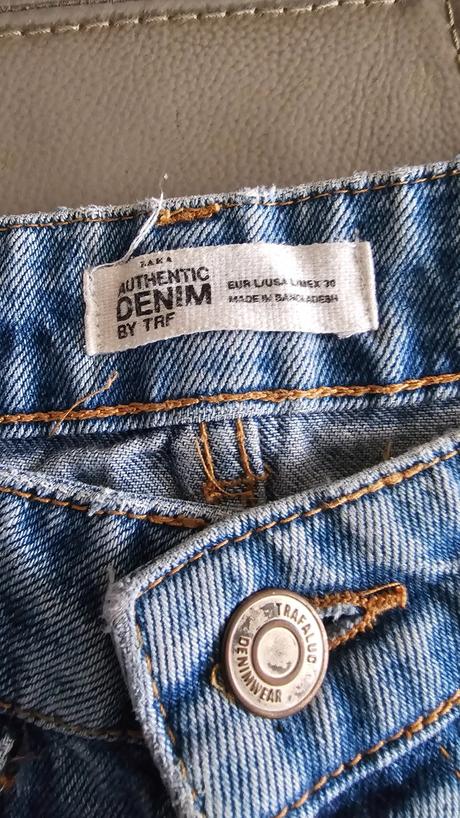 ZARA
AUTHENTIC
DENIM
BY TRF
EUR L/USA L/MEX 30
MADE IN BANGLADESH
TRAFALUC
DENIMWEAR